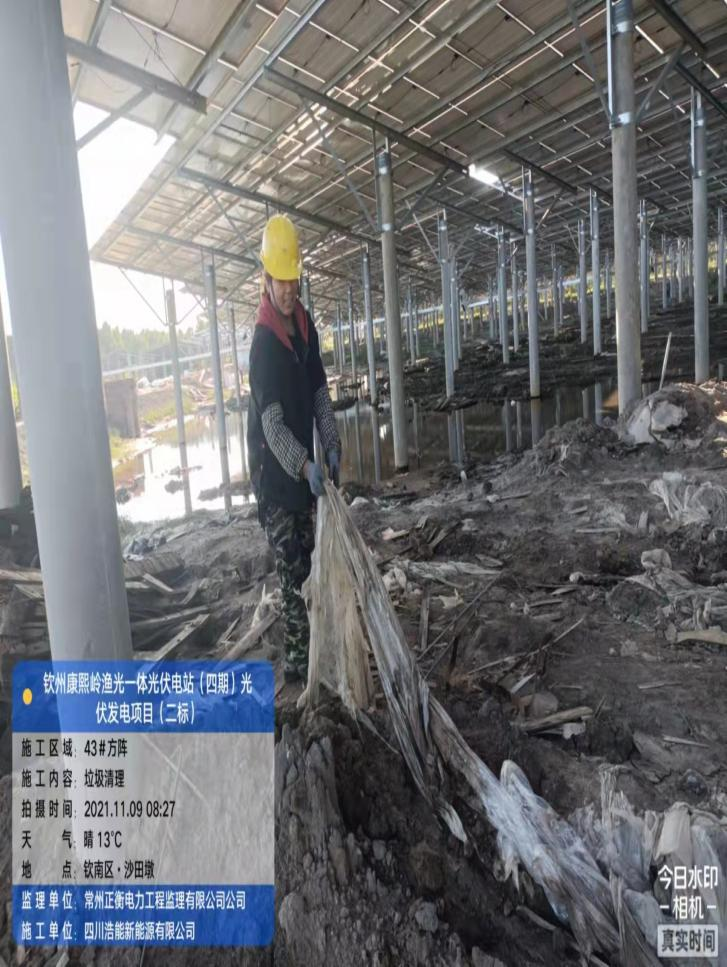 钦州康熙岭渔光一体光伏电站（四期）光
伏发电项目（二标）
施工区域：43#方阵
施工内容：垃圾清理
拍摄时间：2021.11.09 08:27
天气：晴 13℃
地点：钦南区·沙田墩
监理单位：常州正衡电力工程监理有限公司公司
施工单位：四川浩能新能源有限公司
今日水印
-相机-
真实时间